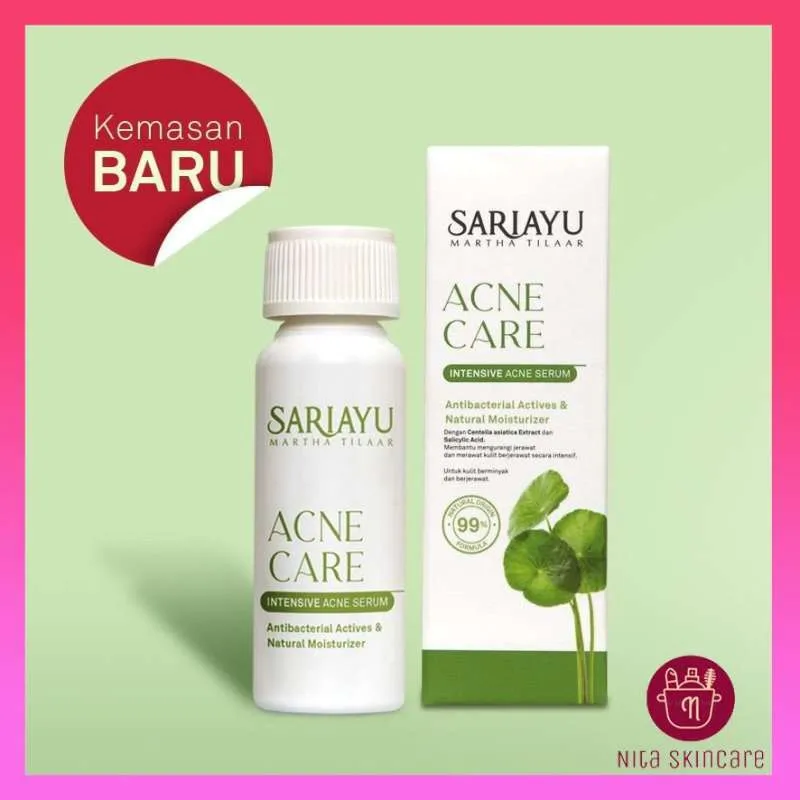 Kemasan
BARU
SARIAYU
MARTHA TILAAR
ACNE
CARE
INTENSIVE ACNE SERUM
Antibacterial Actives &
Natural Moisturizer
SARIAYU
MARTHA TILAAR
ACNE
CARE
INTENSIVE ACNE SERUM
Antibacterial Actives &
Natural Moisturizer
Dengan Centella asiatica Extract dan
Salicylic Acid.
Membantu mengurangi jerawat
dan merawat kulit berjerawat secara intensif.
Untuk kulit berminyak
dan berjerawat.
NATURAL ORIGIN
99%
FORMULA
n
Nita Skincare